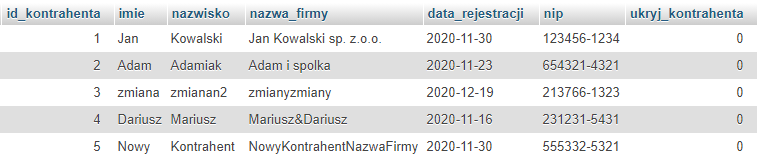 id_kontrahenta imie nazwisko nazwa_firmy data_rejestracji nip ukryj_kontrahenta
1 Jan Kowalski Jan Kowalski sp. z.o.o. 2020-11-30 123456-1234 0
2 Adam Adamiak Adam i spolka 2020-11-23 654321-4321 0
3 zmiana zmianan2 zmianyzmiany 2020-12-19 213766-1323 0
4 Dariusz Mariusz Mariusz&Dariusz 2020-11-16 231231-5431 0
5 Nowy Kontrahent NowyKontrahentNazwaFirmy 2020-11-30 555332-5321 0